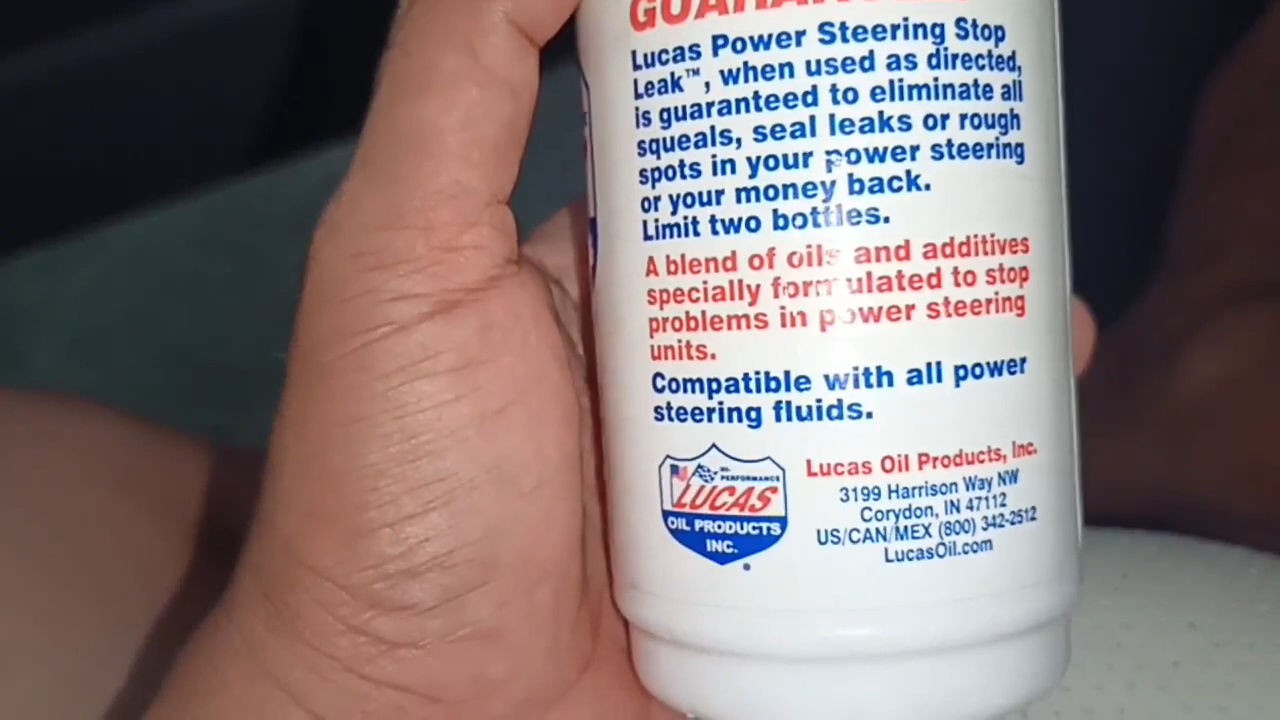 GUARANTEE
Lucas Power Steering Stop
Leak™, when used as directed,
is guaranteed to eliminate all
squeals, seal leaks or rough
spots in your power steering
or your money back.
Limit two bottles.
A blend of oils and additives
specially formulated to stop
problems in power steering
units.
Compatible with all power
steering fluids.
HI-PERFORMANCE
LUCAS
OIL PRODUCTS
INC.
Lucas Oil Products, Inc.
3199 Harrison Way NW
Corydon, IN 47112
US/CAN/MEX (800) 342-2512
LucasOil.com